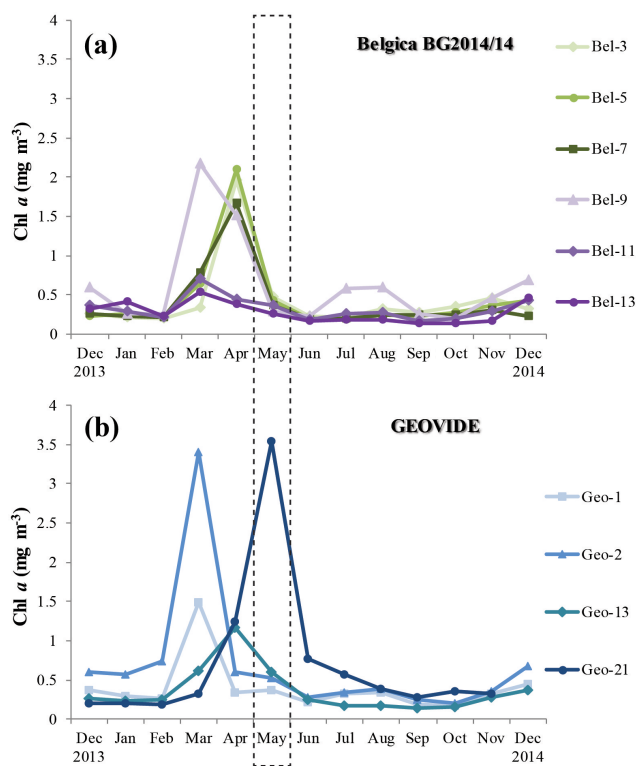 (a)
Belgica BG2014/14
Chl a (mg m-3)
4
3.5
3
2.5
2
1.5
1
0.5
0
Dec Jan Feb Mar Apr May Jun Jul Aug Sep Oct Nov Dec
2013 2014
Bel-3
Bel-5
Bel-7
Bel-9
Bel-11
Bel-13
(b)
GEOVIDE
Chl a (mg m-3)
4
3.5
3
2.5
2
1.5
1
0.5
0
Dec Jan Feb Mar Apr May Jun Jul Aug Sep Oct Nov Dec
2013 2014
Geo-1
Geo-2
Geo-13
Geo-21